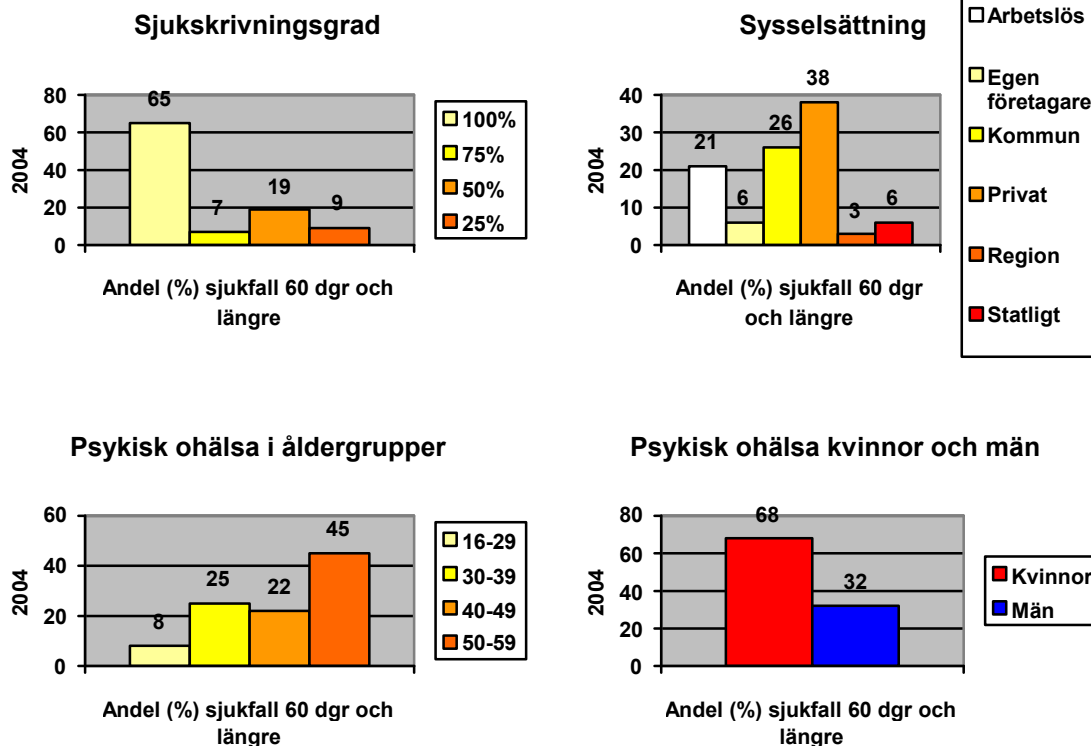 Sjukskrivningsgrad
80
60
40
20
0
2004
65
7
19
9
100%
75%
50%
25%
Andel (%) sjukfall 60 dgr och
längre
Sysselsättning
40
30
20
10
0
2004
21
6
26
38
3
6
Arbetslös
Egen
företagare
Kommun
Privat
Region
Statligt
Andel (%) sjukfall 60 dgr
och längre
Psykisk ohälsa i åldergrupper
60
40
20
0
2004
8
25
22
45
16-29
30-39
40-49
50-59
Andel (%) sjukfall 60 dgr och
längre
Psykisk ohälsa kvinnor och män
80
60
40
20
0
2004
68
32
Kvinnor
Män
Andel (%) sjukfall 60 dgr och
längre